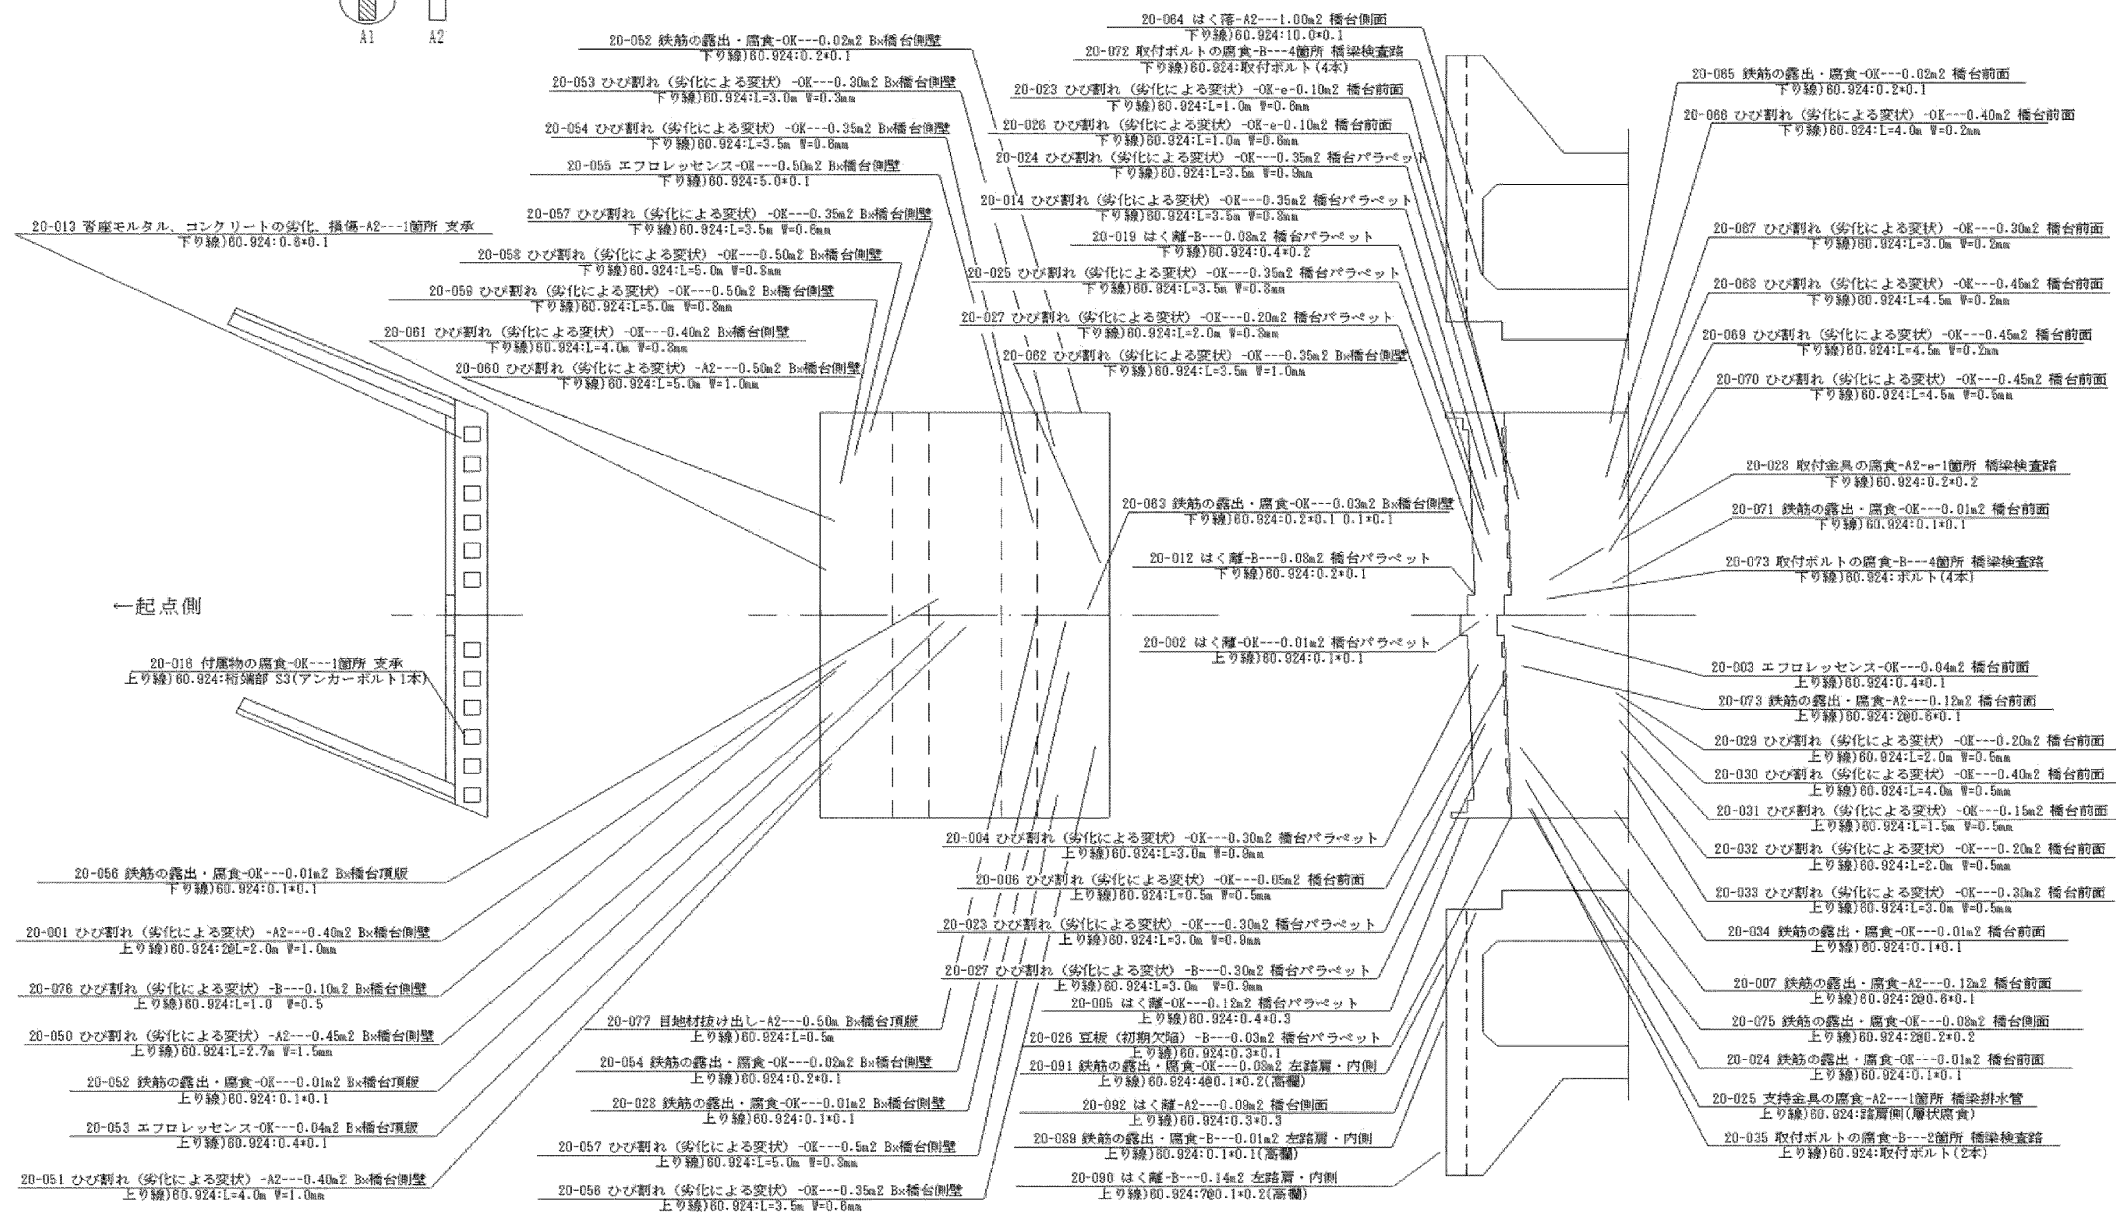 A1
A2
20-052 鉄筋の露出・腐食-OK---0.02m2 Bx橋台側壁
下り線)60.924:0.2*0.1
20-053 ひび割れ（劣化による変状）-OK---0.30m2 Bx橋台側壁
下り線)60.924:L=3.0m W=0.3mm
20-054 ひび割れ（劣化による変状）-OK---0.35m2 Bx橋台側壁
下り線)60.924:L=3.5m W=0.6mm
20-055 エフロレッセンス-OK---0.50m2 Bx橋台側壁
下り線)60.924:5.0*0.1
20-057 ひび割れ（劣化による変状）-OK---0.35m2 Bx橋台側壁
下り線)60.924:L=3.5m W=0.6mm
20-013 沓座モルタル、コンクリートの劣化、損傷-A2---1箇所 支承
下り線)60.924:0.8*0.1
20-058 ひび割れ（劣化による変状）-OK---0.50m2 Bx橋台側壁
下り線)60.924:L=5.0m W=0.8mm
20-059 ひび割れ（劣化による変状）-OK---0.50m2 Bx橋台側壁
下り線)60.924:L=5.0m W=0.8mm
20-061 ひび割れ（劣化による変状）-OK---0.40m2 Bx橋台側壁
下り線)60.924:L=4.0m W=0.8mm
20-060 ひび割れ（劣化による変状）-A2---0.50m2 Bx橋台側壁
下り線)60.924:L=5.0m W=1.0mm
20-064 はく落-A2---1.00m2 橋台側面
下り線)60.924:10.0*0.1
20-072 取付ボルトの腐食-B---4箇所 橋梁検査路
下り線)60.924:取付ボルト(4本)
20-023 ひび割れ（劣化による変状）-OK-e-0.10m2 橋台前面
下り線)60.924:L=1.0m W=0.6mm
20-026 ひび割れ（劣化による変状）-OK-e-0.10m2 橋台前面
下り線)60.924:L=1.0m W=0.6mm
20-024 ひび割れ（劣化による変状）-OK---0.35m2 橋台パラペット
下り線)60.924:L=3.5m W=0.9mm
20-014 ひび割れ（劣化による変状）-OK---0.35m2 橋台パラペット
下り線)60.924:L=3.5m W=0.8mm
20-019 はく離-B---0.08m2 橋台パラペット
下り線)60.924:0.4*0.2
20-025 ひび割れ（劣化による変状）-OK---0.35m2 橋台パラペット
下り線)60.924:L=3.5m W=0.8mm
20-027 ひび割れ（劣化による変状）-OK---0.20m2 橋台パラペット
下り線)60.924:L=2.0m W=0.8mm
20-062 ひび割れ（劣化による変状）-OK---0.35m2 Bx橋台側壁
下り線)60.924:L=3.5m W=1.0mm
20-063 鉄筋の露出・腐食-OK---0.03m2 Bx橋台側壁
下り線)60.924:0.2*0.1 0.1*0.1
20-012 はく離-B---0.08m2 橋台パラペット
下り線)60.924:0.2*0.1
20-002 はく離-OK---0.01m2 橋台パラペット
上り線)60.924:0.1*0.1
20-065 鉄筋の露出・腐食-OK---0.02m2 橋台前面
下り線)60.924:0.2*0.1
20-066 ひび割れ（劣化による変状）-OK---0.40m2 橋台前面
下り線)60.924:L=4.0m W=0.2mm
20-067 ひび割れ（劣化による変状）-OK---0.30m2 橋台前面
下り線)60.924:L=3.0m W=0.2mm
20-068 ひび割れ（劣化による変状）-OK---0.45m2 橋台前面
下り線)60.924:L=4.5m W=0.2mm
20-069 ひび割れ（劣化による変状）-OK---0.45m2 橋台前面
下り線)60.924:L=4.5m W=0.2mm
20-070 ひび割れ（劣化による変状）-OK---0.45m2 橋台前面
下り線)60.924:L=4.5m W=0.5mm
20-028 取付金具の腐食-A2-e-1箇所 橋梁検査路
下り線)60.924:0.2*0.2
20-071 鉄筋の露出・腐食-OK---0.01m2 橋台前面
下り線)60.924:0.1*0.1
20-073 取付ボルトの腐食-B---4箇所 橋梁検査路
下り線)60.924:ボルト(4本)
←起点側
20-018 付属物の腐食-OK---1箇所 支承
上り線)60.924:桁端部 S3(アンカーボルト1本)
20-056 鉄筋の露出・腐食-OK---0.01m2 Bx橋台頂版
下り線)60.924:0.1*0.1
20-001 ひび割れ（劣化による変状）-A2---0.40m2 Bx橋台側壁
上り線)60.924:2@L=2.0m W=1.0mm
20-076 ひび割れ（劣化による変状）-B---0.10m2 Bx橋台側壁
上り線)60.924:L=1.0 W=0.5
20-050 ひび割れ（劣化による変状）-A2---0.45m2 Bx橋台側壁
上り線)60.924:L=2.7m W=1.5mm
20-052 鉄筋の露出・腐食-OK---0.01m2 Bx橋台頂版
上り線)60.924:0.1*0.1
20-053 エフロレッセンス-OK---0.04m2 Bx橋台頂版
上り線)60.924:0.4*0.1
20-051 ひび割れ（劣化による変状）-A2---0.40m2 Bx橋台側壁
上り線)60.924:L=4.0m W=1.0mm
20-077 目地材抜け出し-A2---0.50m Bx橋台頂版
上り線)60.924:L=0.5m
20-054 鉄筋の露出・腐食-OK---0.02m2 Bx橋台側壁
上り線)60.924:0.2*0.1
20-028 鉄筋の露出・腐食-OK---0.01m2 Bx橋台側壁
上り線)60.924:0.1*0.1
20-057 ひび割れ（劣化による変状）-OK---0.5m2 Bx橋台側壁
上り線)60.924:L=5.0m W=0.8mm
20-056 ひび割れ（劣化による変状）-OK---0.35m2 Bx橋台側壁
上り線)60.924:L=3.5m W=0.6mm
20-004 ひび割れ（劣化による変状）-OK---0.30m2 橋台パラペット
上り線)60.924:L=3.0m W=0.9mm
20-006 ひび割れ（劣化による変状）-OK---0.05m2 橋台前面
上り線)60.924:L=0.5m W=0.5mm
20-023 ひび割れ（劣化による変状）-OK---0.30m2 橋台パラペット
上り線)60.924:L=3.0m W=0.9mm
20-027 ひび割れ（劣化による変状）-B---0.30m2 橋台パラペット
上り線)60.924:L=3.0m W=0.9mm
20-005 はく離-OK---0.12m2 橋台パラペット
上り線)60.924:0.4*0.3
20-026 豆板（初期欠陥）-B---0.03m2 橋台パラペット
上り線)60.924:0.3*0.1
20-091 鉄筋の露出・腐食-OK---0.08m2 左路肩・内側
上り線)60.924:4@0.1*0.2(高欄)
20-092 はく離-A2---0.09m2 橋台側面
上り線)60.924:0.3*0.3
20-089 鉄筋の露出・腐食-B---0.01m2 左路肩・内側
上り線)60.924:0.1*0.1(高欄)
20-090 はく離-B---0.14m2 左路肩・内側
上り線)60.924:7@0.1*0.2(高欄)
20-003 エフロレッセンス-OK---0.04m2 橋台前面
上り線)60.924:0.4*0.1
20-073 鉄筋の露出・腐食-A2---0.12m2 橋台前面
上り線)60.924:2@0.6*0.1
20-029 ひび割れ（劣化による変状）-OK---0.20m2 橋台前面
上り線)60.924:L=2.0m W=0.5mm
20-030 ひび割れ（劣化による変状）-OK---0.40m2 橋台前面
上り線)60.924:L=4.0m W=0.5mm
20-031 ひび割れ（劣化による変状）-OK---0.15m2 橋台前面
上り線)60.924:L=1.5m W=0.5mm
20-032 ひび割れ（劣化による変状）-OK---0.20m2 橋台前面
上り線)60.924:L=2.0m W=0.5mm
20-033 ひび割れ（劣化による変状）-OK---0.30m2 橋台前面
上り線)60.924:L=3.0m W=0.5mm
20-034 鉄筋の露出・腐食-OK---0.01m2 橋台前面
上り線)60.924:0.1*0.1
20-007 鉄筋の露出・腐食-A2---0.12m2 橋台前面
上り線)60.924:2@0.6*0.1
20-075 鉄筋の露出・腐食-OK---0.08m2 橋台側面
上り線)60.924:2@0.2*0.2
20-024 鉄筋の露出・腐食-OK---0.01m2 橋台前面
上り線)60.924:0.1*0.1
20-025 支持金具の腐食-A2---1箇所 橋梁排水管
上り線)60.924:路肩側(層状腐食)
20-035 取付ボルトの腐食-B---2箇所 橋梁検査路
上り線)60.924:取付ボルト(2本)